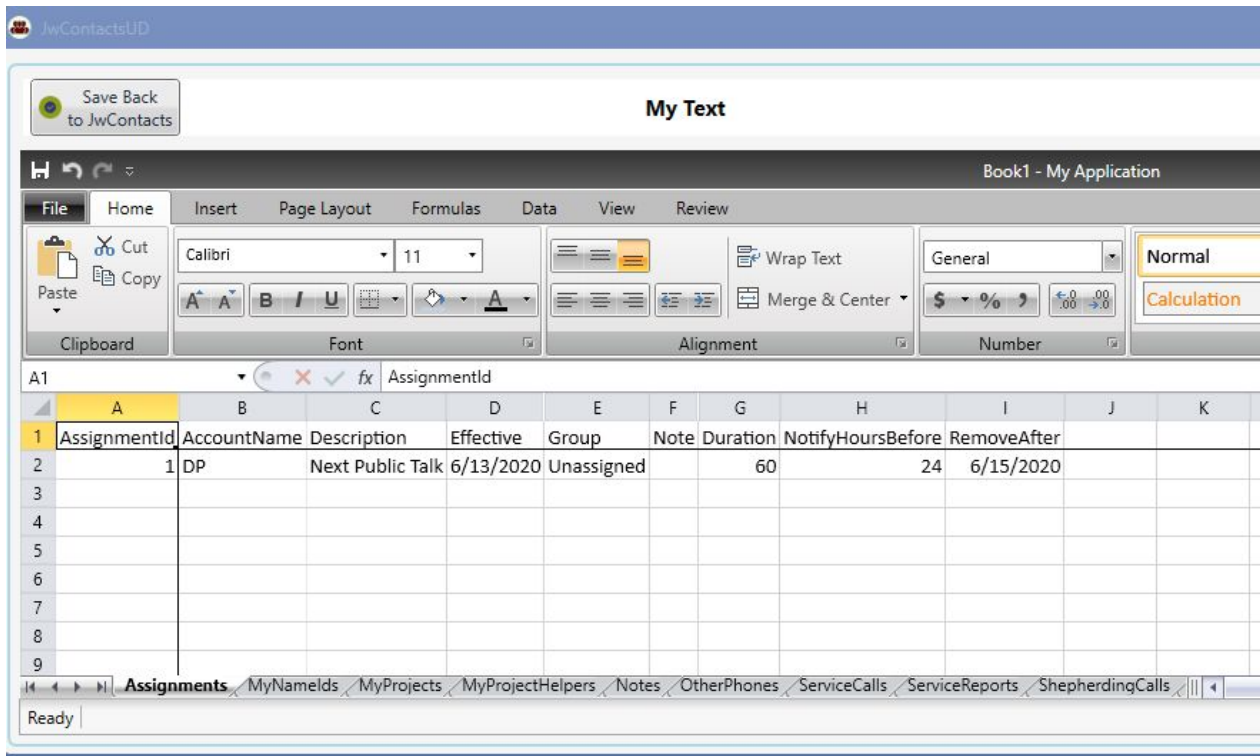 JwContactsUD
Save Back
to JwContacts
My Text
Book1 - My Application
File Home Insert Page Layout Formulas Data View Review
Cut
Copy
Paste
Calibri 11
A A B I U A
Wrap Text
Merge & Center
General
$ % , .0 .00 .00 .0
Normal
Calculation
Clipboard Font Alignment Number
A1 fx AssignmentId
A B C D E F G H I J K
1 AssignmentId AccountName Description Effective Group Note Duration NotifyHoursBefore RemoveAfter
2 1 DP Next Public Talk 6/13/2020 Unassigned 60 24 6/15/2020
3
4
5
6
7
8
9
Assignments MyNameIds MyProjects MyProjectHelpers Notes OtherPhones ServiceCalls ServiceReports ShepherdingCalls
Ready